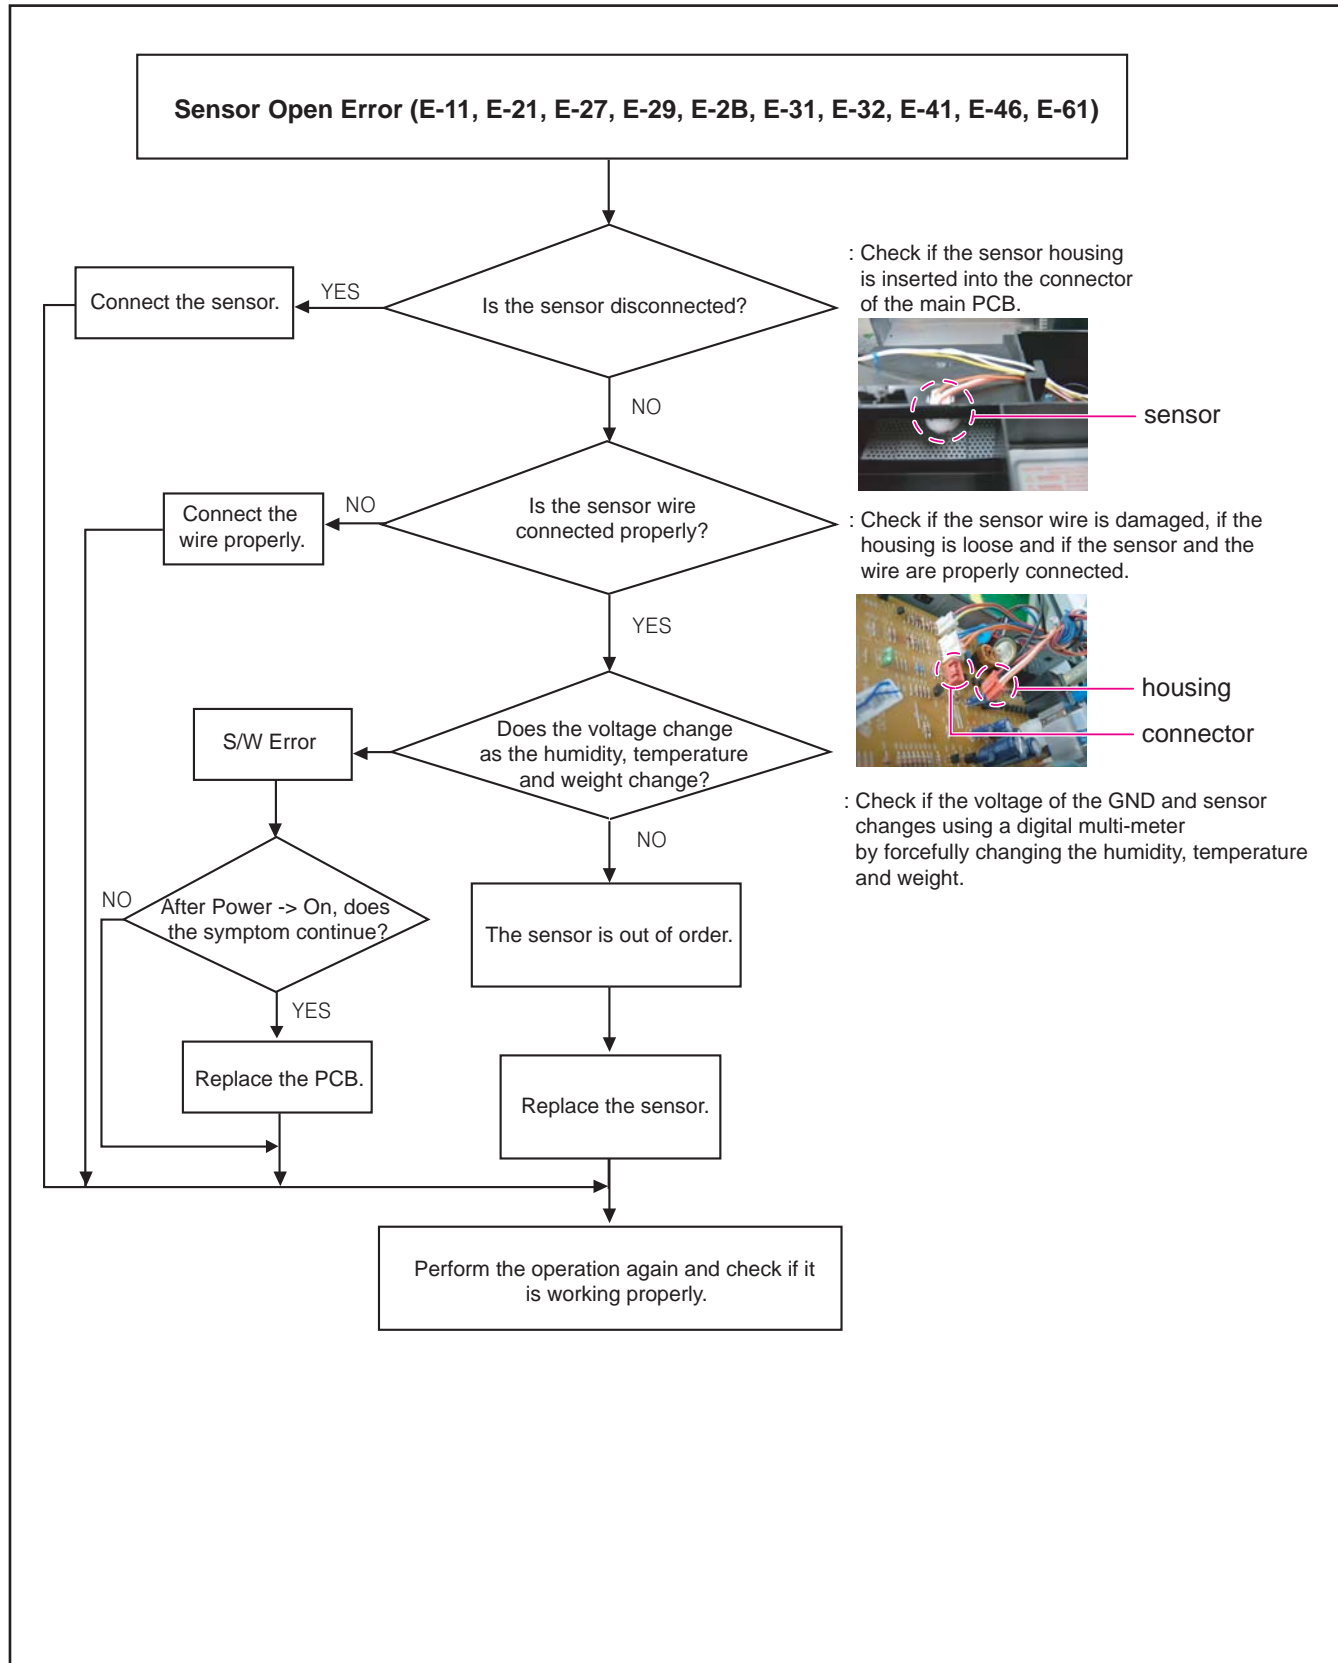 Sensor Open Error (E-11, E-21, E-27, E-29, E-2B, E-31, E-32, E-41, E-46, E-61)
Is the sensor disconnected?
YES
Connect the sensor.
: Check if the sensor housing
is inserted into the connector
of the main PCB.
sensor
NO
Is the sensor wire
connected properly?
NO
Connect the
wire properly.
: Check if the sensor wire is damaged, if the
housing is loose and if the sensor and the
wire are properly connected.
housing
connector
YES
Does the voltage change
as the humidity, temperature
and weight change?
S/W Error
: Check if the voltage of the GND and sensor
changes using a digital multi-meter
by forcefully changing the humidity, temperature
and weight.
NO
NO
After Power -> On, does
the symptom continue?
The sensor is out of order.
YES
Replace the PCB.
Replace the sensor.
Perform the operation again and check if it
is working properly.